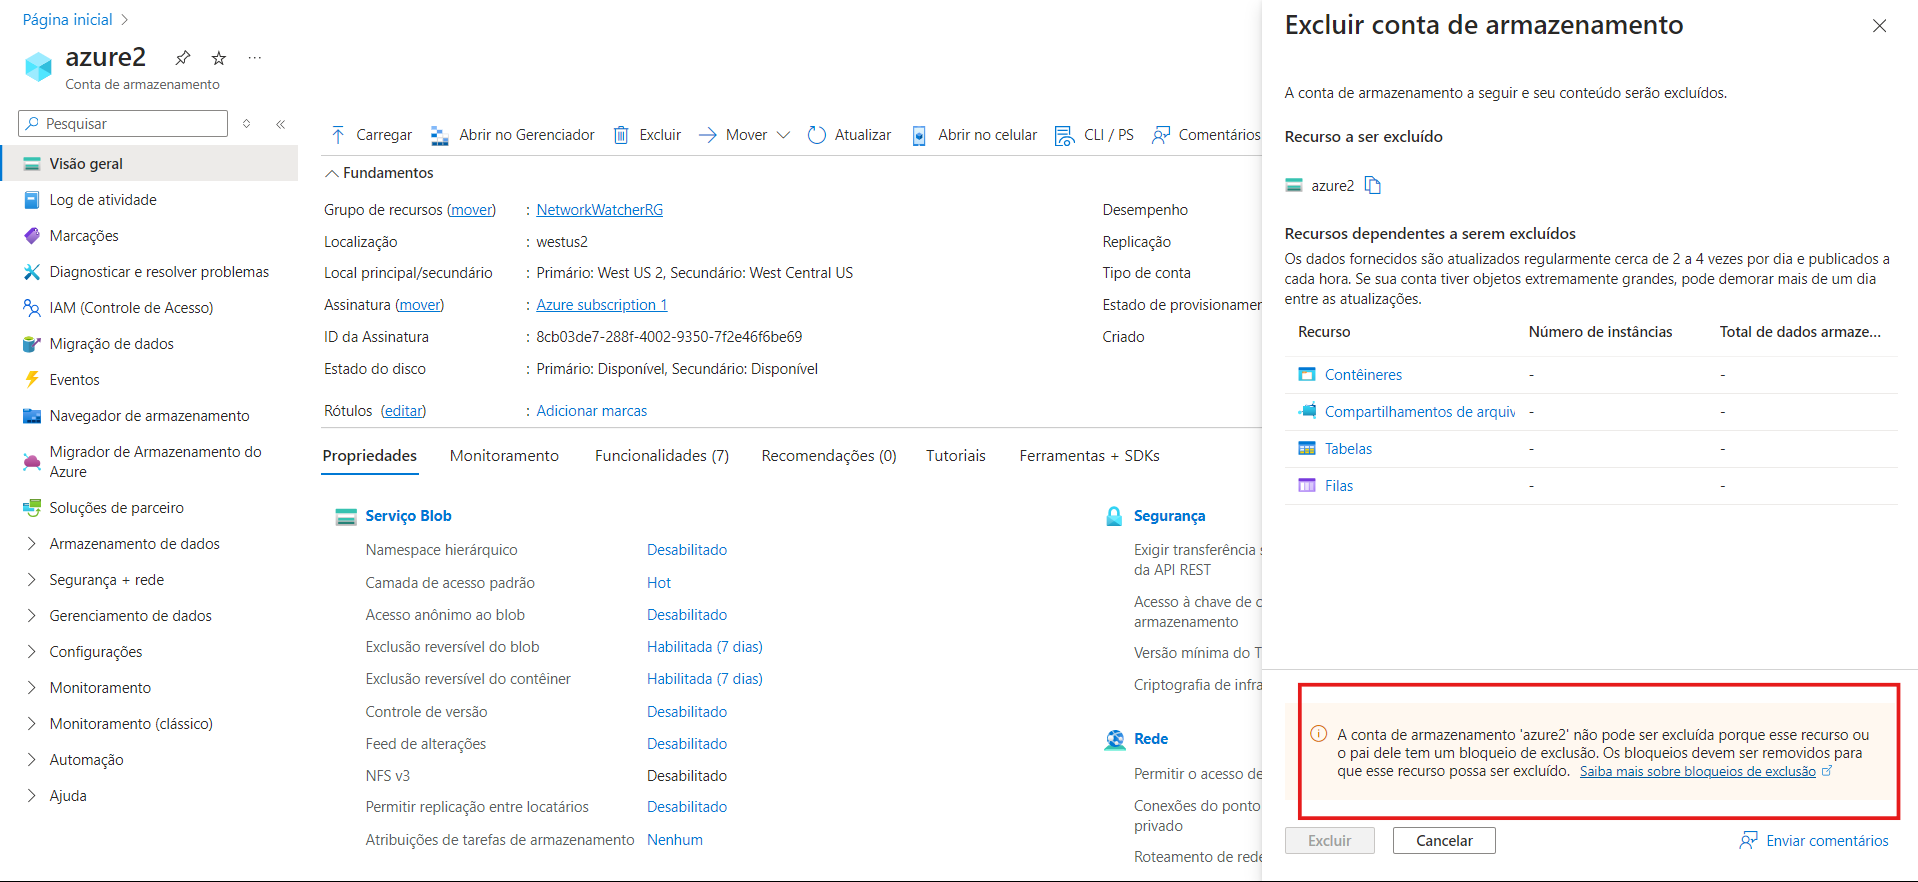 Página inicial
azure2
Conta de armazenamento
Pesquisar
Visão geral
Log de atividade
Marcações
Diagnosticar e resolver problemas
IAM (Controle de Acesso)
Migração de dados
Eventos
Navegador de armazenamento
Migrador de Armazenamento do
Azure
Soluções de parceiro
Armazenamento de dados
Segurança + rede
Gerenciamento de dados
Configurações
Monitoramento
Monitoramento (clássico)
Automação
Ajuda
Carregar Abrir no Gerenciador Excluir Mover Atualizar Abrir no celular CLI / PS Comentários
Fundamentos
Grupo de recursos (mover) : NetworkWatcherRG
Localização : westus2
Local principal/secundário : Primário: West US 2, Secundário: West Central US
Assinatura (mover) : Azure subscription 1
ID da Assinatura : 8cb03de7-288f-4002-9350-7f2e46f6be69
Estado do disco : Primário: Disponível, Secundário: Disponível
Rótulos (editar) : Adicionar marcas
Desempenho
Replicação
Tipo de conta
Estado de provisionamen
Criado
Propriedades Monitoramento Funcionalidades (7) Recomendações (0) Tutoriais Ferramentas + SDKs
Serviço Blob
Namespace hierárquico Desabilitado
Camada de acesso padrão Hot
Acesso anônimo ao blob Desabilitado
Exclusão reversível do blob Habilitada (7 dias)
Exclusão reversível do contêiner Habilitada (7 dias)
Controle de versão Desabilitado
Feed de alterações Desabilitado
NFS v3 Desabilitado
Permitir replicação entre locatários Desabilitado
Atribuições de tarefas de armazenamento Nenhum
Segurança
Exigir transferência s
da API REST
Acesso à chave de c
armazenamento
Versão mínima do T
Criptografia de infra
Rede
Permitir o acesso de
Conexões do ponto
privado
Roteamento de rede
Excluir conta de armazenamento
A conta de armazenamento a seguir e seu conteúdo serão excluídos.
Recurso a ser excluído
azure2
Recursos dependentes a serem excluídos
Os dados fornecidos são atualizados regularmente cerca de 2 a 4 vezes por dia e publicados a
cada hora. Se sua conta tiver objetos extremamente grandes, pode demorar mais de um dia
entre as atualizações.
Recurso Número de instâncias Total de dados armaze...
Contêineres - -
Compartilhamentos de arquiv - -
Tabelas - -
Filas - -
A conta de armazenamento 'azure2' não pode ser excluída porque esse recurso ou
o pai dele tem um bloqueio de exclusão. Os bloqueios devem ser removidos para
que esse recurso possa ser excluído. Saiba mais sobre bloqueios de exclusão
Excluir Cancelar Enviar comentários